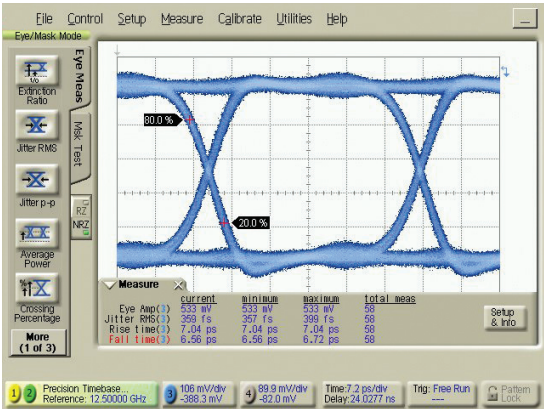 File Control Setup Measure Calibrate Utilities Help
Eye/Mask Mode
Extinction
Ratio
Jitter RMS
Jitter p-p
Average
Power
Crossing
Percentage
More
(1 of 3)
Eye Meas
Msk Test
RZ
NRZ
80.0 %
20.0 %
Measure
current minimum maximum total meas
Eye Amp(3) 533 mV 533 mV 533 mV 58
Jitter RMS(3) 359 fs 357 fs 399 fs 58
Rise time(3) 7.04 ps 7.04 ps 7.04 ps 58
Fall time(3) 6.56 ps 6.56 ps 6.72 ps 58
Setup
& Info
1 2 Precision Timebase...
Reference: 12.50000 GHz
3 106 mV/div
-388.3 mV
4 89.9 mV/div
-82.0 mV
Time:7.2 ps/div
Delay:24.0277 ns
Trig: Free Run
---
Pattern
Lock